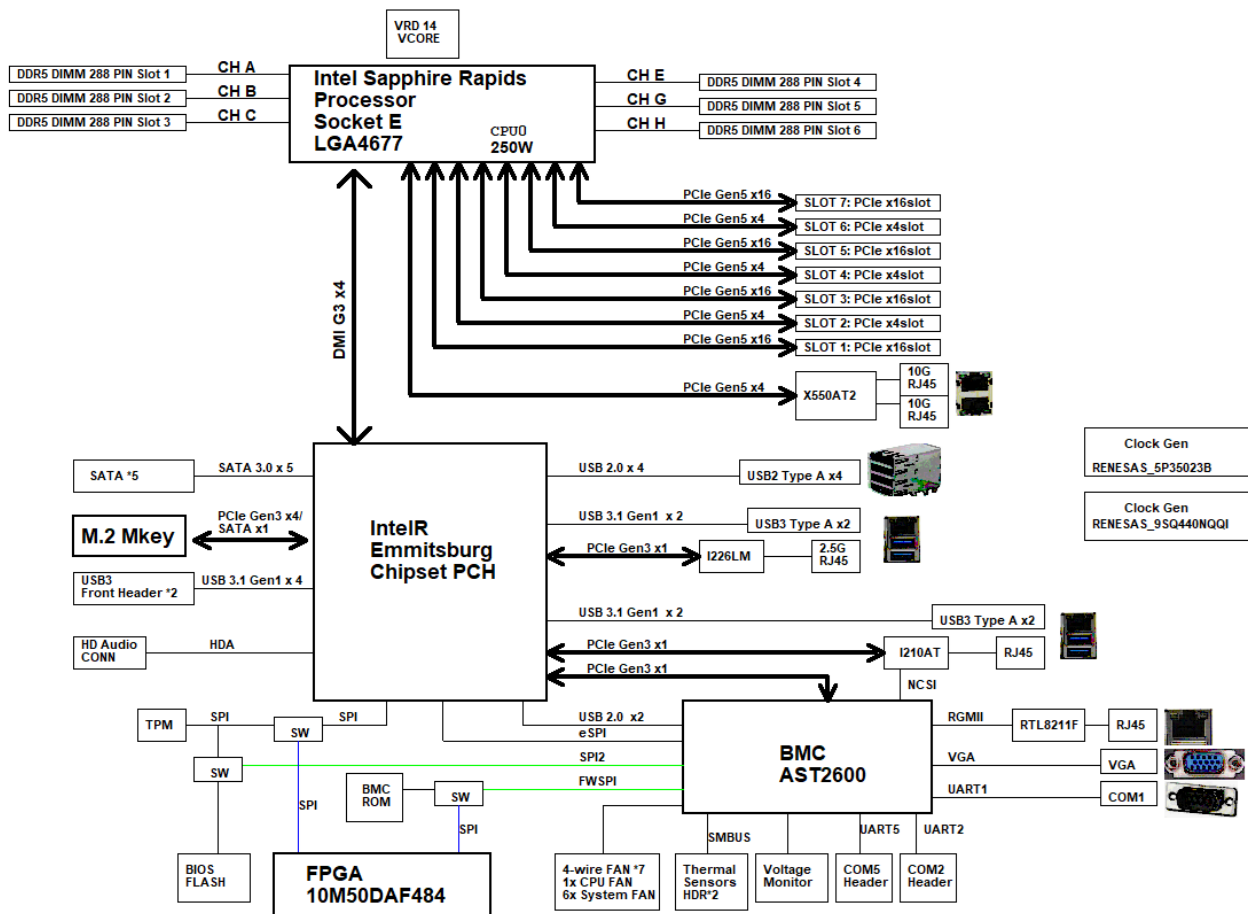 VRD 14
VCORE
DDR5 DIMM 288 PIN Slot 1
CH A
DDR5 DIMM 288 PIN Slot 2
CH B
DDR5 DIMM 288 PIN Slot 3
CH C
Intel Sapphire Rapids
Processor
Socket E
LGA4677
CPU0
250W
CH E
DDR5 DIMM 288 PIN Slot 4
CH G
DDR5 DIMM 288 PIN Slot 5
CH H
DDR5 DIMM 288 PIN Slot 6
PCIe Gen5 x16
SLOT 7: PCIe x16slot
PCIe Gen5 x4
SLOT 6: PCIe x4slot
PCIe Gen5 x16
SLOT 5: PCIe x16slot
PCIe Gen5 x4
SLOT 4: PCIe x4slot
PCIe Gen5 x16
SLOT 3: PCIe x16slot
PCIe Gen5 x4
SLOT 2: PCIe x4slot
PCIe Gen5 x16
SLOT 1: PCIe x16slot
DMI G3 x4
PCIe Gen5 x4
X550AT2
10G
RJ45
10G
RJ45
Clock Gen
RENESAS_5P35023B
Clock Gen
RENESAS_9SQ440NQQI
SATA *5
SATA 3.0 x 5
M.2 Mkey
PCIe Gen3 x4/
SATA x1
USB3
Front Header *2
USB 3.1 Gen1 x 4
HD Audio
CONN
HDA
IntelR
Emmitsburg
Chipset PCH
USB 2.0 x 4
USB2 Type A x4
USB 3.1 Gen1 x 2
USB3 Type A x2
PCIe Gen3 x1
I226LM
2.5G
RJ45
USB 3.1 Gen1 x 2
USB3 Type A x2
PCIe Gen3 x1
I210AT
RJ45
PCIe Gen3 x1
NCSI
TPM
SPI
SW
SPI
USB 2.0 x2
eSPI
SW
SPI2
BMC
ROM
FWSPI
SW
SPI
SPI
BIOS
FLASH
FPGA
10M50DAF484
BMC
AST2600
RGMII
RTL8211F
RJ45
VGA
VGA
UART1
COM1
SMBUS
UART5
UART2
4-wire FAN *7
1x CPU FAN
6x System FAN
Thermal
Sensors
HDR*2
Voltage
Monitor
COM5
Header
COM2
Header